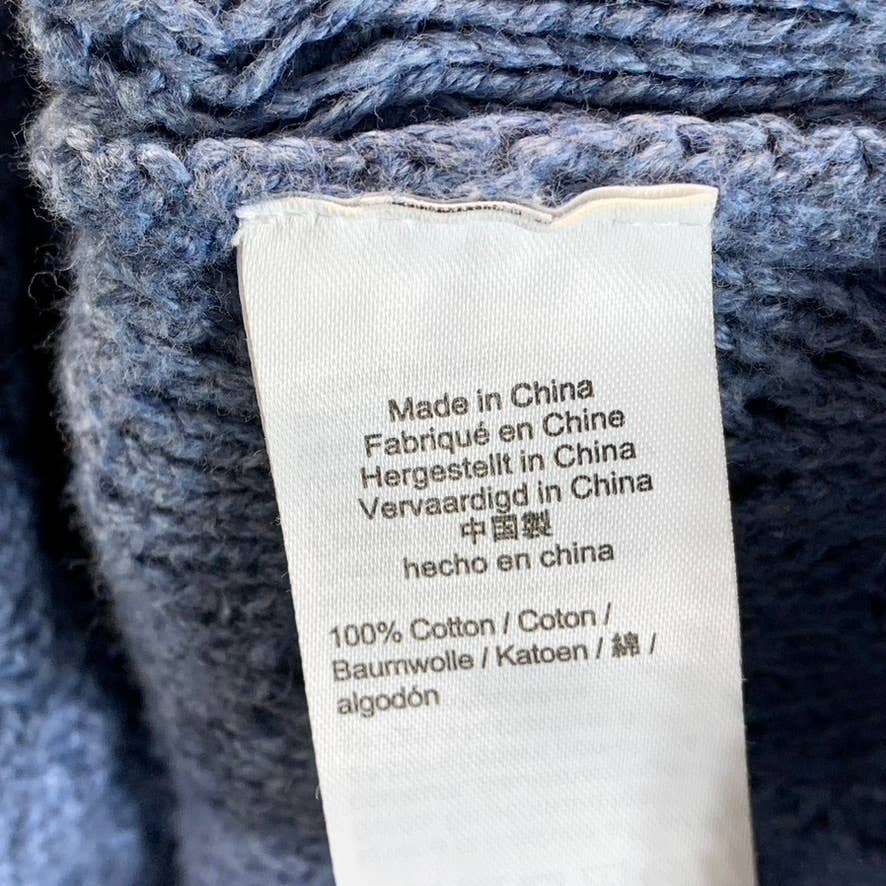 Made in China
Fabriqué en Chine
Hergestellt in China
Vervaardigd in China
中国製
hecho en china
100% Cotton / Coton /
Baumwolle / Katoen / 綿 /
algodón